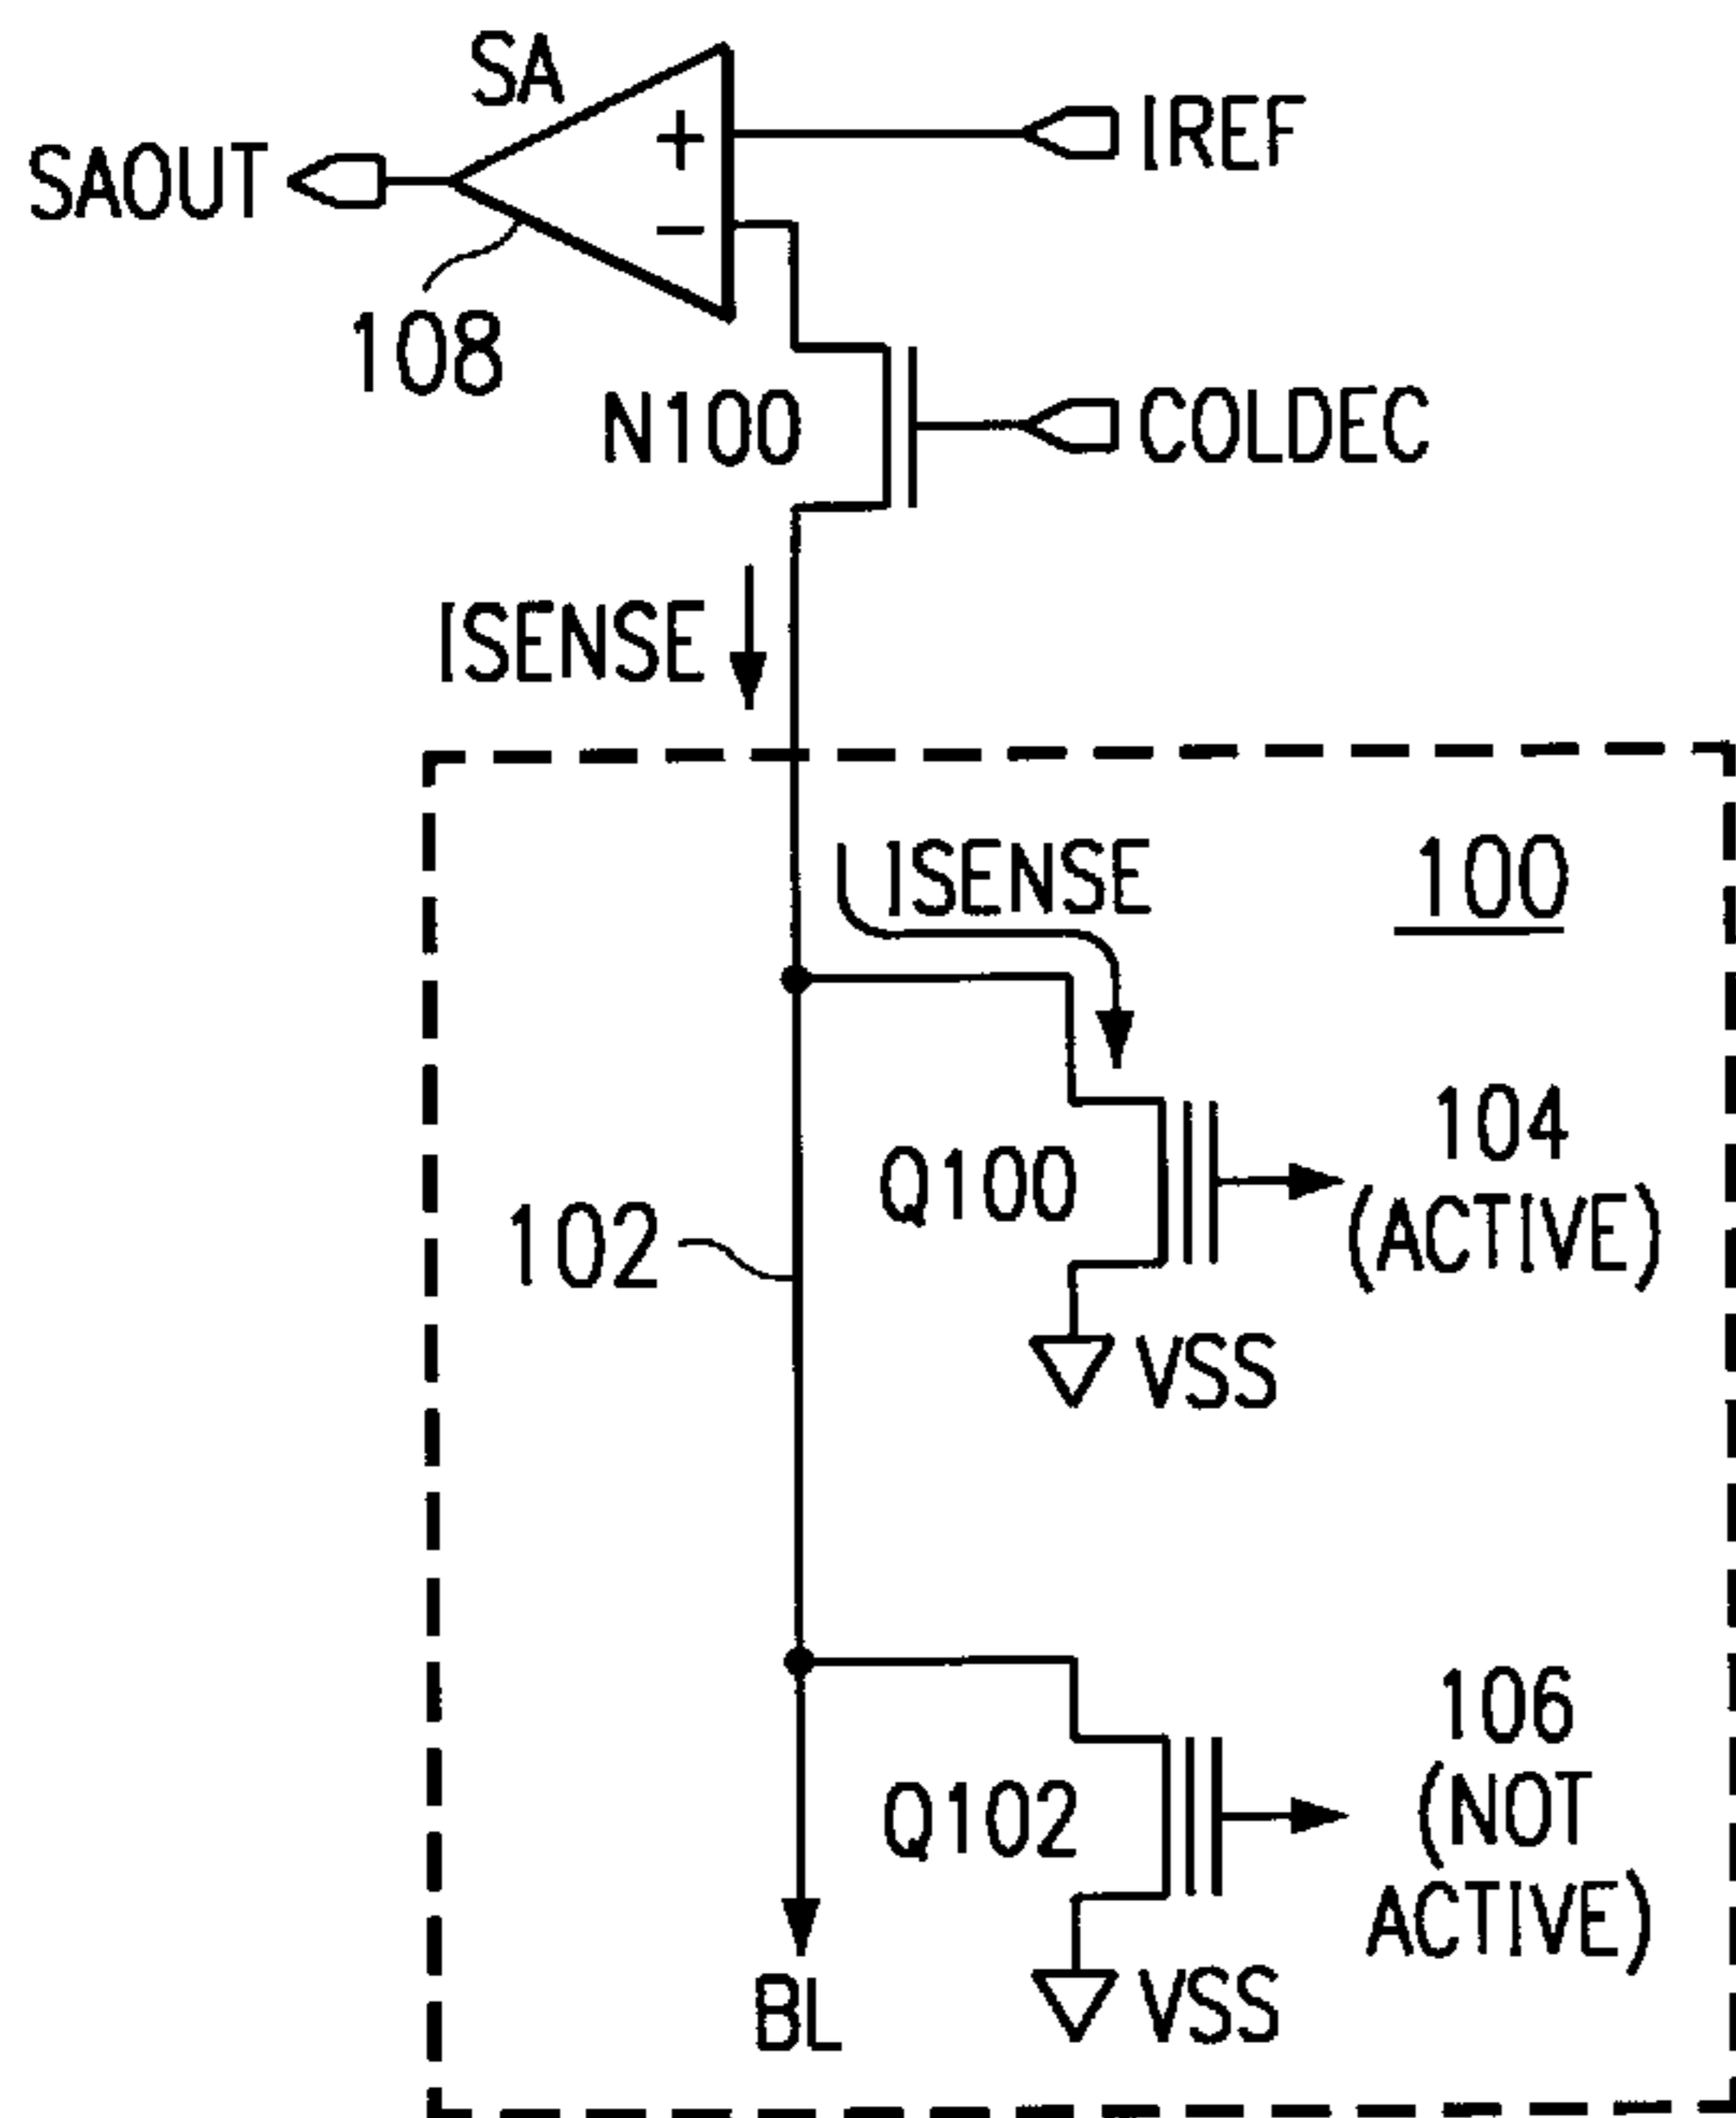 SA
SAOUT
+
IREF
−
108
N100
COLDEC
ISENSE
ISENSE
100
104
(ACTIVE)
Q100
102
VSS
106
(NOT
ACTIVE)
Q102
BL
VSS